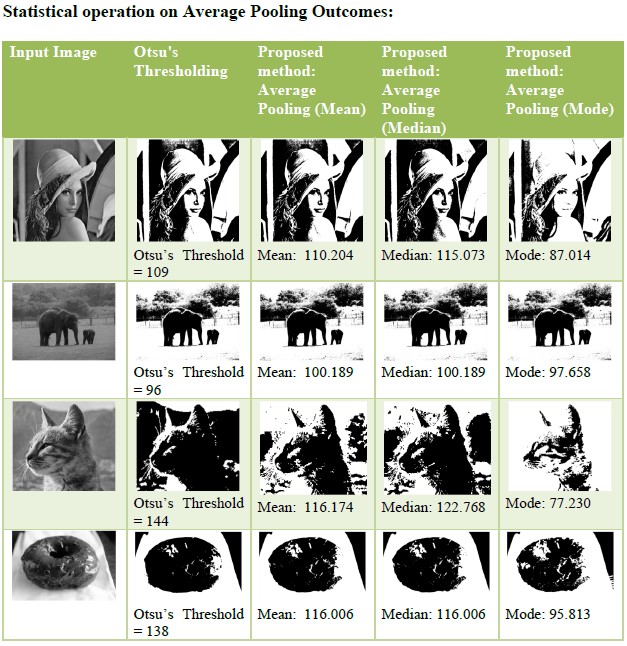 Statistical operation on Average Pooling Outcomes:
Input Image
Otsu's
Thresholding
Proposed
method:
Average
Pooling (Mean)
Proposed
method:
Average
Pooling
(Median)
Proposed
method:
Average
Pooling (Mode)
Otsu's Threshold
= 109
Mean: 110.204
Median: 115.073
Mode: 87.014
Otsu's Threshold
= 96
Mean: 100.189
Median: 100.189
Mode: 97.658
Otsu's Threshold
= 144
Mean: 116.174
Median: 122.768
Mode: 77.230
Otsu's Threshold
= 138
Mean: 116.006
Median: 116.006
Mode: 95.813